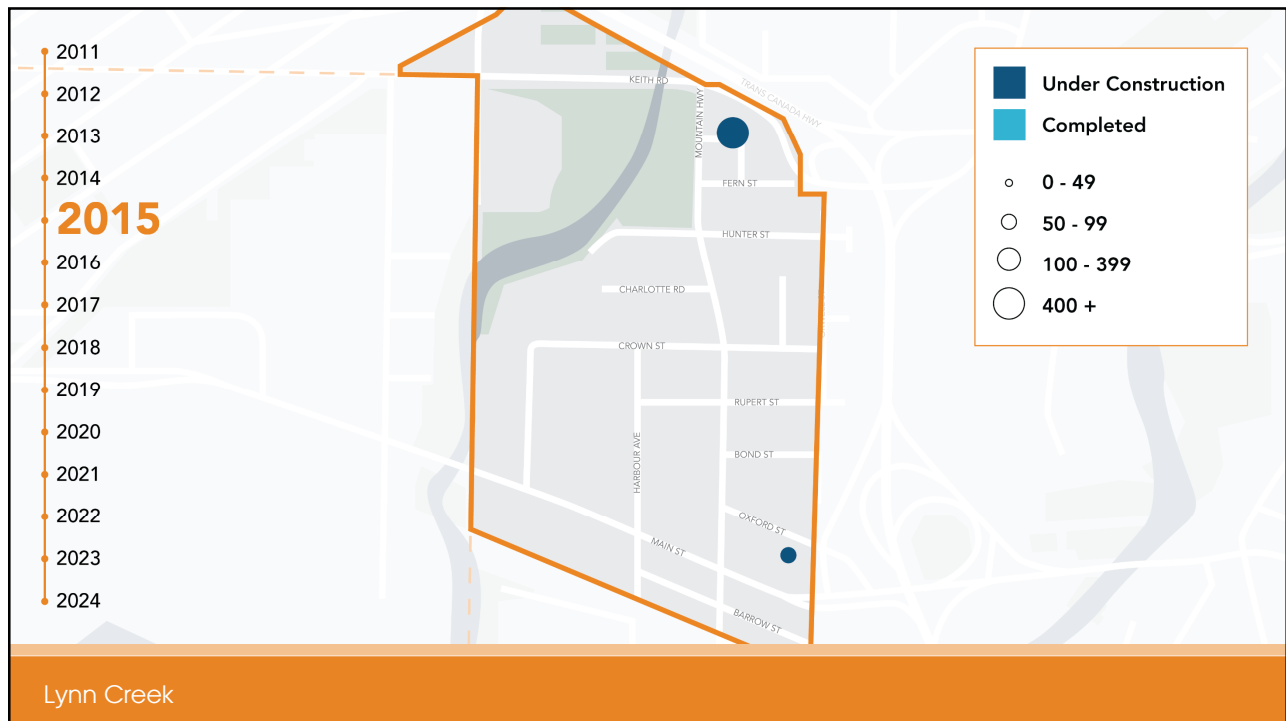 2011
2012
2013
2014
2015
2016
2017
2018
2019
2020
2021
2022
2023
2024
KEITH RD
TRANS CANADA HWY
MOUNTAIN HWY
FERN ST
HUNTER ST
CHARLOTTE RD
CROWN ST
RUPERT ST
HARBOUR AVE
BOND ST
OXFORD ST
MAIN ST
BARROW ST
Under Construction
Completed
0 - 49
50 - 99
100 - 399
400 +
Lynn Creek